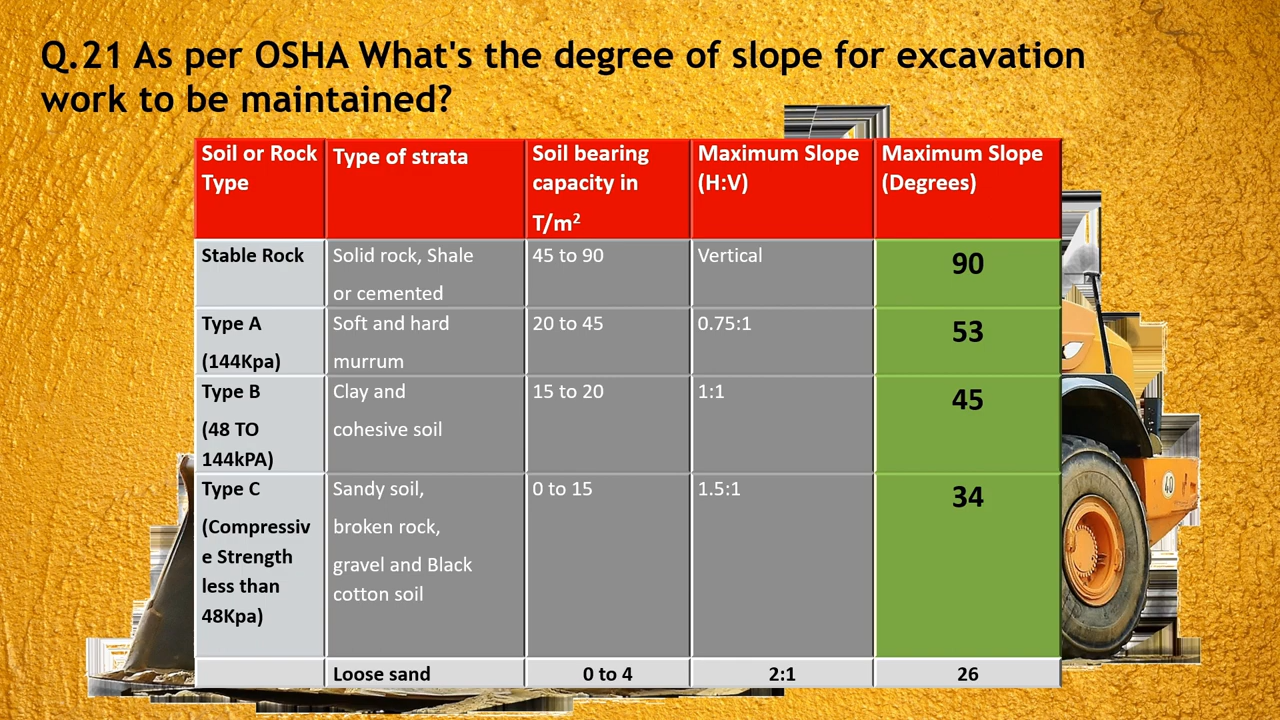 Q.21 As per OSHA What's the degree of slope for excavation
work to be maintained?
Soil or Rock
Type
Type of strata
Soil bearing
capacity in
T/m²
Maximum Slope
(H:V)
Maximum Slope
(Degrees)
Stable Rock
Solid rock, Shale
or cemented
45 to 90
Vertical
90
Type A
(144Kpa)
Soft and hard
murrum
20 to 45
0.75:1
53
Type B
(48 TO
144kPA)
Clay and
cohesive soil
15 to 20
1:1
45
Type C
(Compressiv
e Strength
less than
48Kpa)
Sandy soil,
broken rock,
gravel and Black
cotton soil
0 to 15
1.5:1
34
Loose sand
0 to 4
2:1
26
40